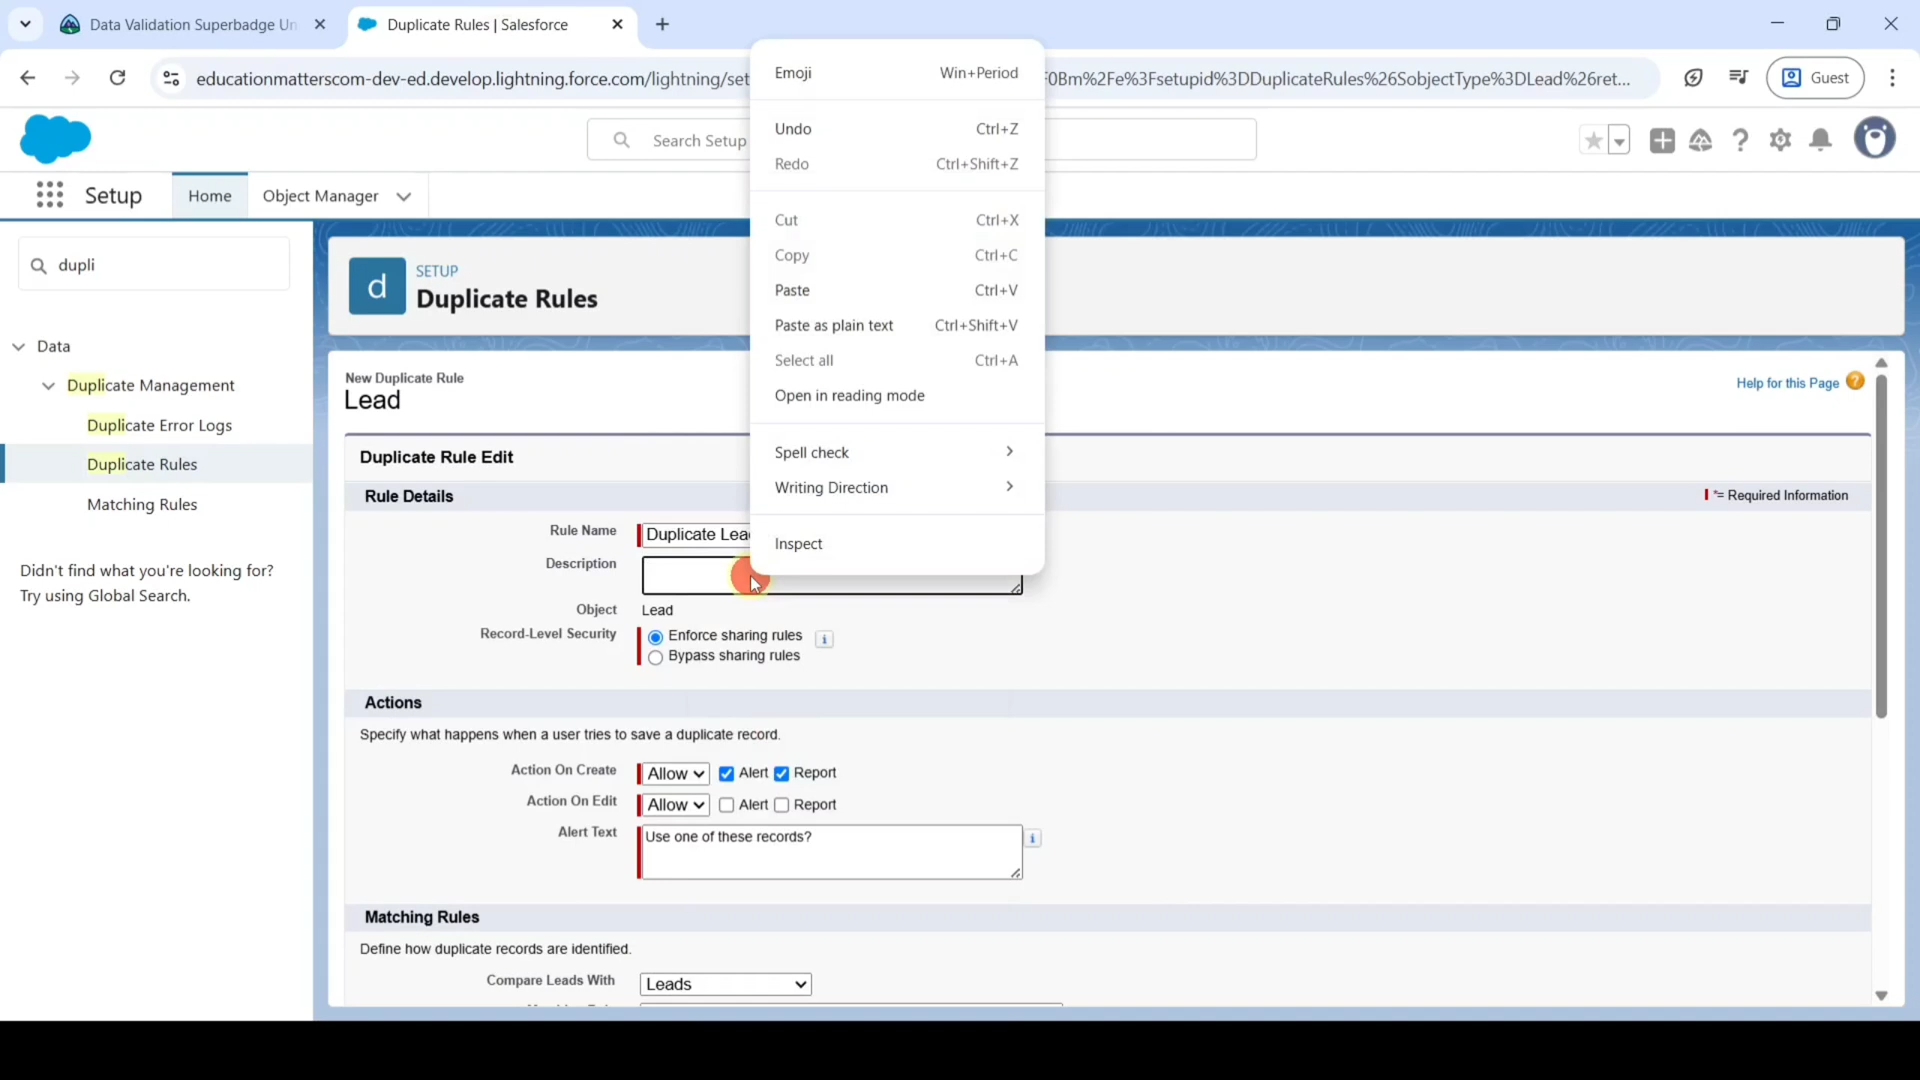 Data Validation Superbadge Un
Duplicate Rules | Salesforce
educationmatterscom-dev-ed.develop.lightning.force.com/lightning/set
0Bm%2Fe%3Fsetupid%3DDuplicateRules%26SobjectType%3DLead%26ret...
Guest
Search Setup
Setup
Home
Object Manager
dupli
Data
Duplicate Management
Duplicate Error Logs
Duplicate Rules
Matching Rules
Didn't find what you're looking for?
Try using Global Search.
d
SETUP
Duplicate Rules
New Duplicate Rule
Lead
Help for this Page
Duplicate Rule Edit
Rule Details
= Required Information
Rule Name
Duplicate Lea
Description
Object
Lead
Record-Level Security
Enforce sharing rules
Bypass sharing rules
Actions
Specify what happens when a user tries to save a duplicate record.
Action On Create
Allow
Alert
Report
Action On Edit
Allow
Alert
Report
Alert Text
Use one of these records?
Matching Rules
Define how duplicate records are identified.
Compare Leads With
Leads
Emoji Win+Period
Undo Ctrl+Z
Redo Ctrl+Shift+Z
Cut Ctrl+X
Copy Ctrl+C
Paste Ctrl+V
Paste as plain text Ctrl+Shift+V
Select all Ctrl+A
Open in reading mode
Spell check
Writing Direction
Inspect